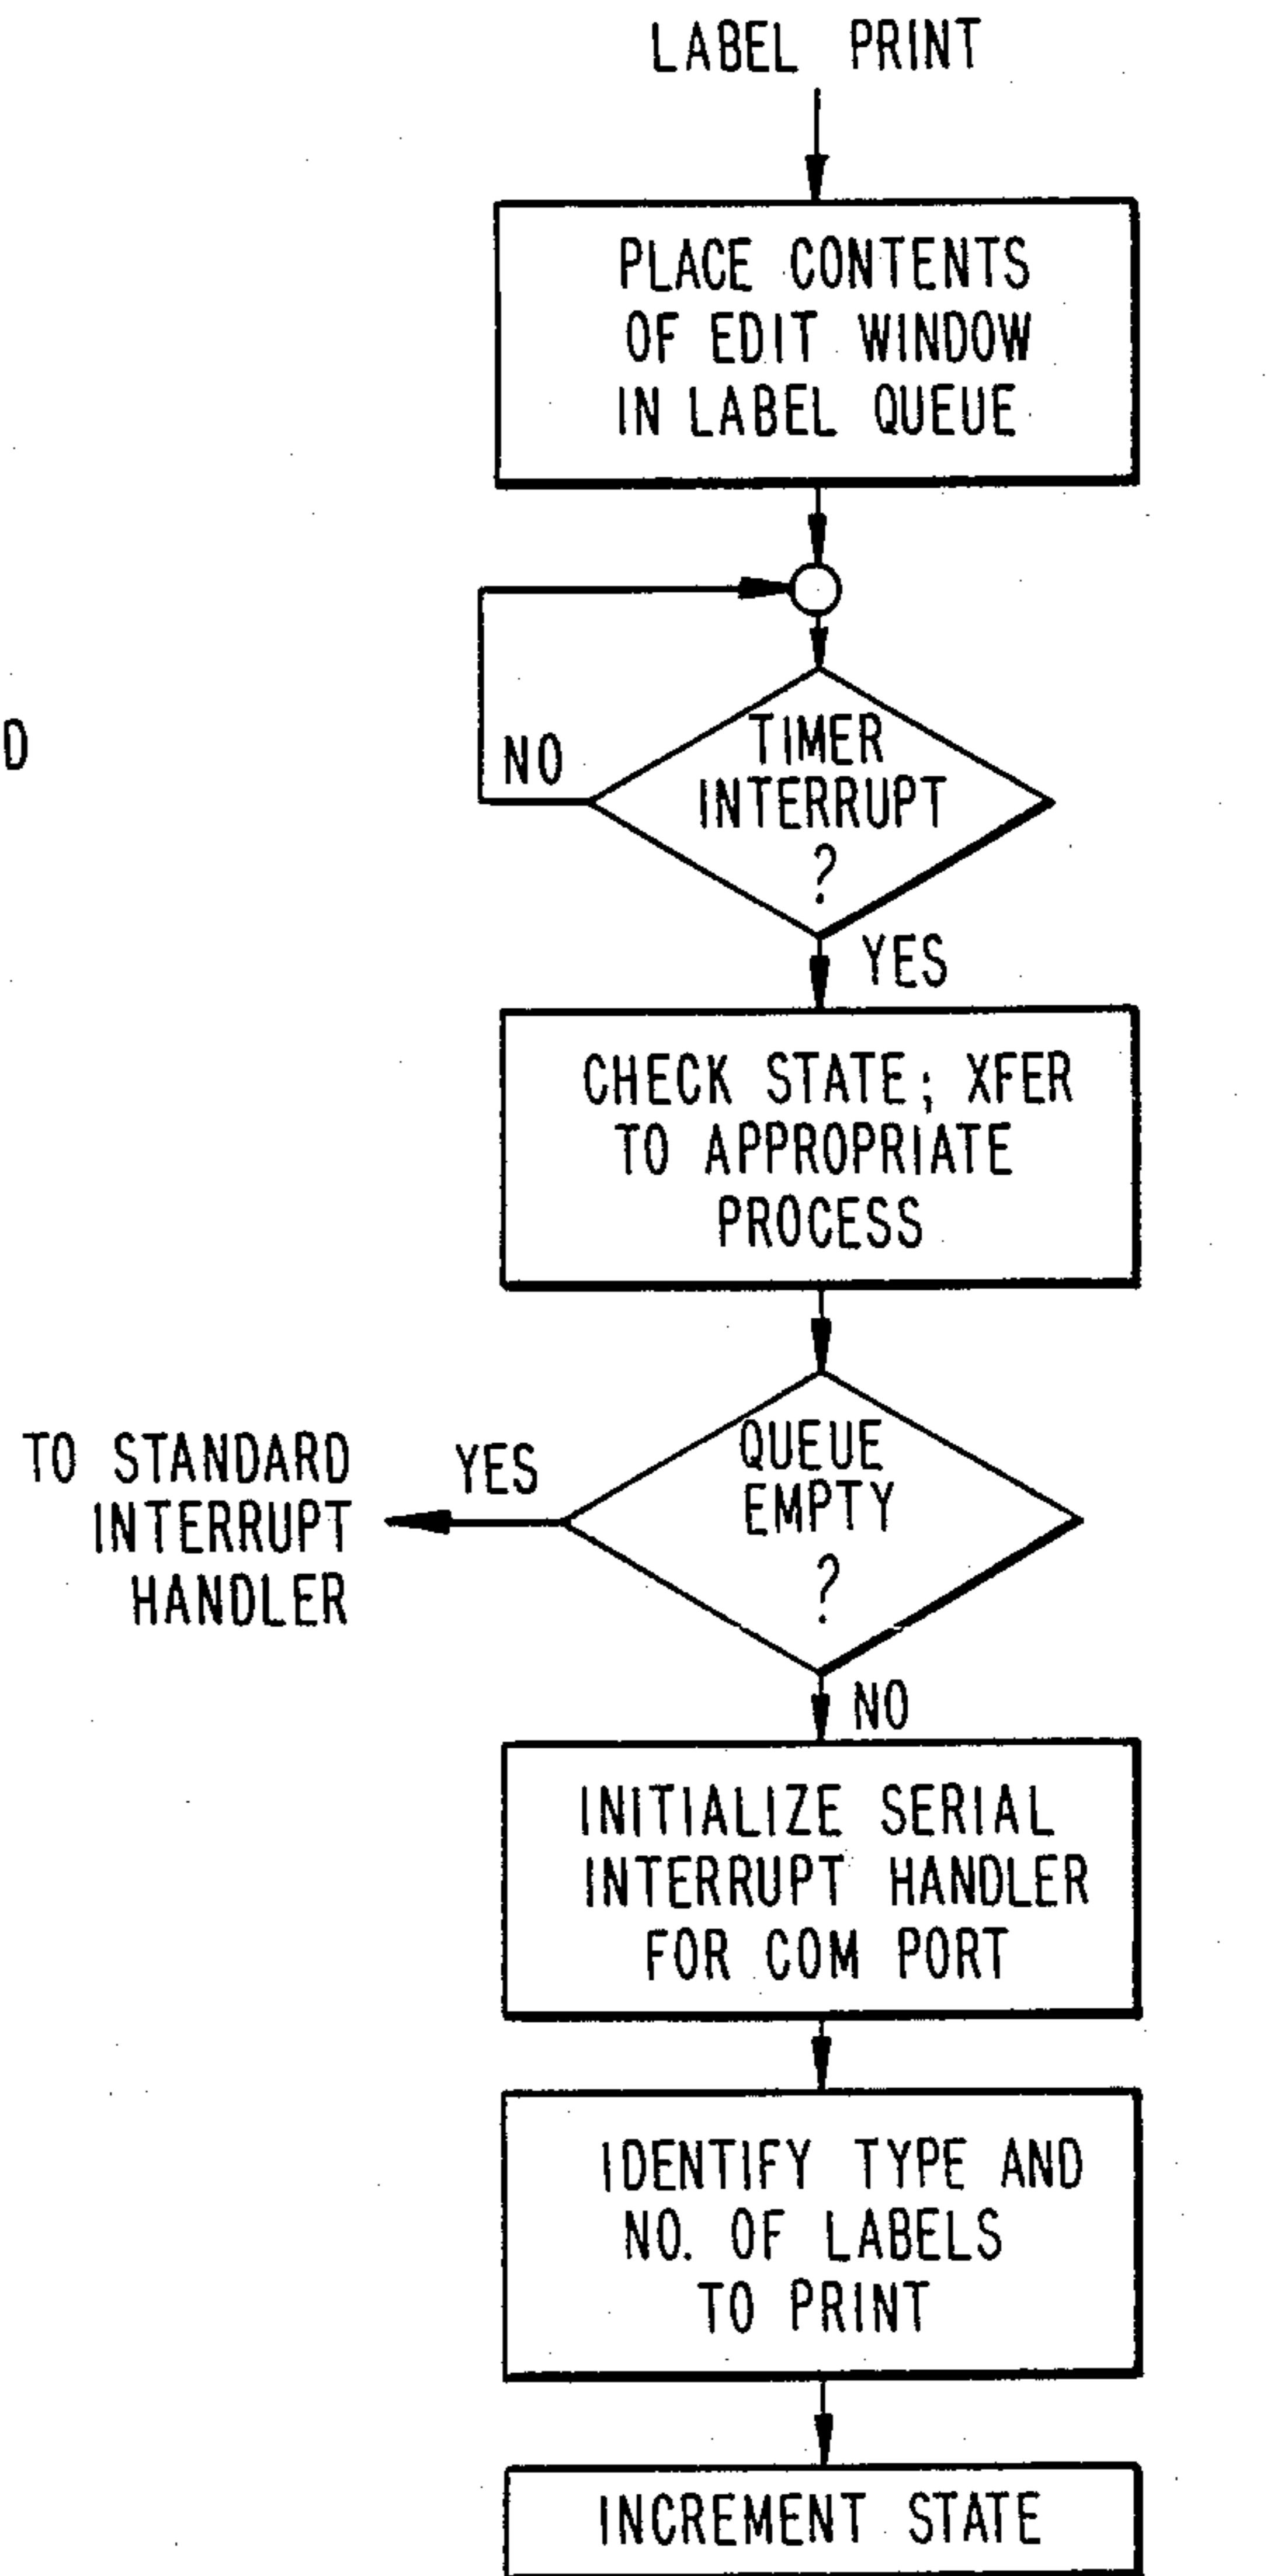 LABEL PRINT
PLACE CONTENTS
OF EDIT WINDOW
IN LABEL QUEUE
D
NO
TIMER
INTERRUPT
?
YES
CHECK STATE; XFER
TO APPROPRIATE
PROCESS
TO STANDARD
INTERRUPT
HANDLER
YES
QUEUE
EMPTY
?
NO
INITIALIZE SERIAL
INTERRUPT HANDLER
FOR COM PORT
IDENTIFY TYPE AND
NO. OF LABELS
TO PRINT
INCREMENT STATE